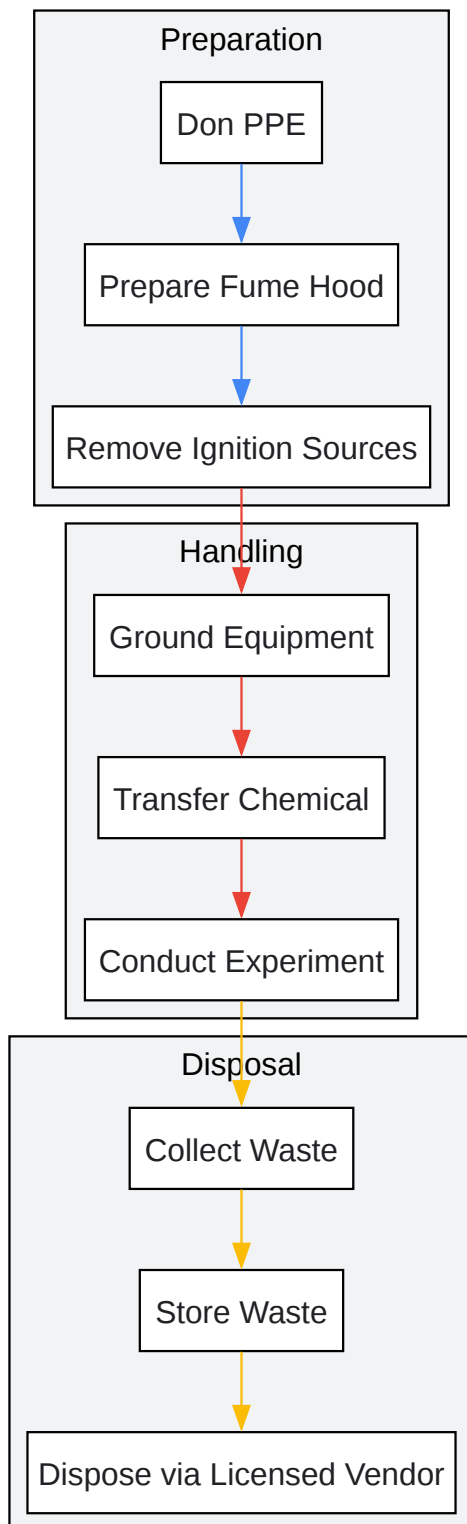 Preparation
Don PPE
Prepare Fume Hood
Remove Ignition Sources
Handling
Ground Equipment
Transfer Chemical
Conduct Experiment
Disposal
Collect Waste
Store Waste
Dispose via Licensed Vendor